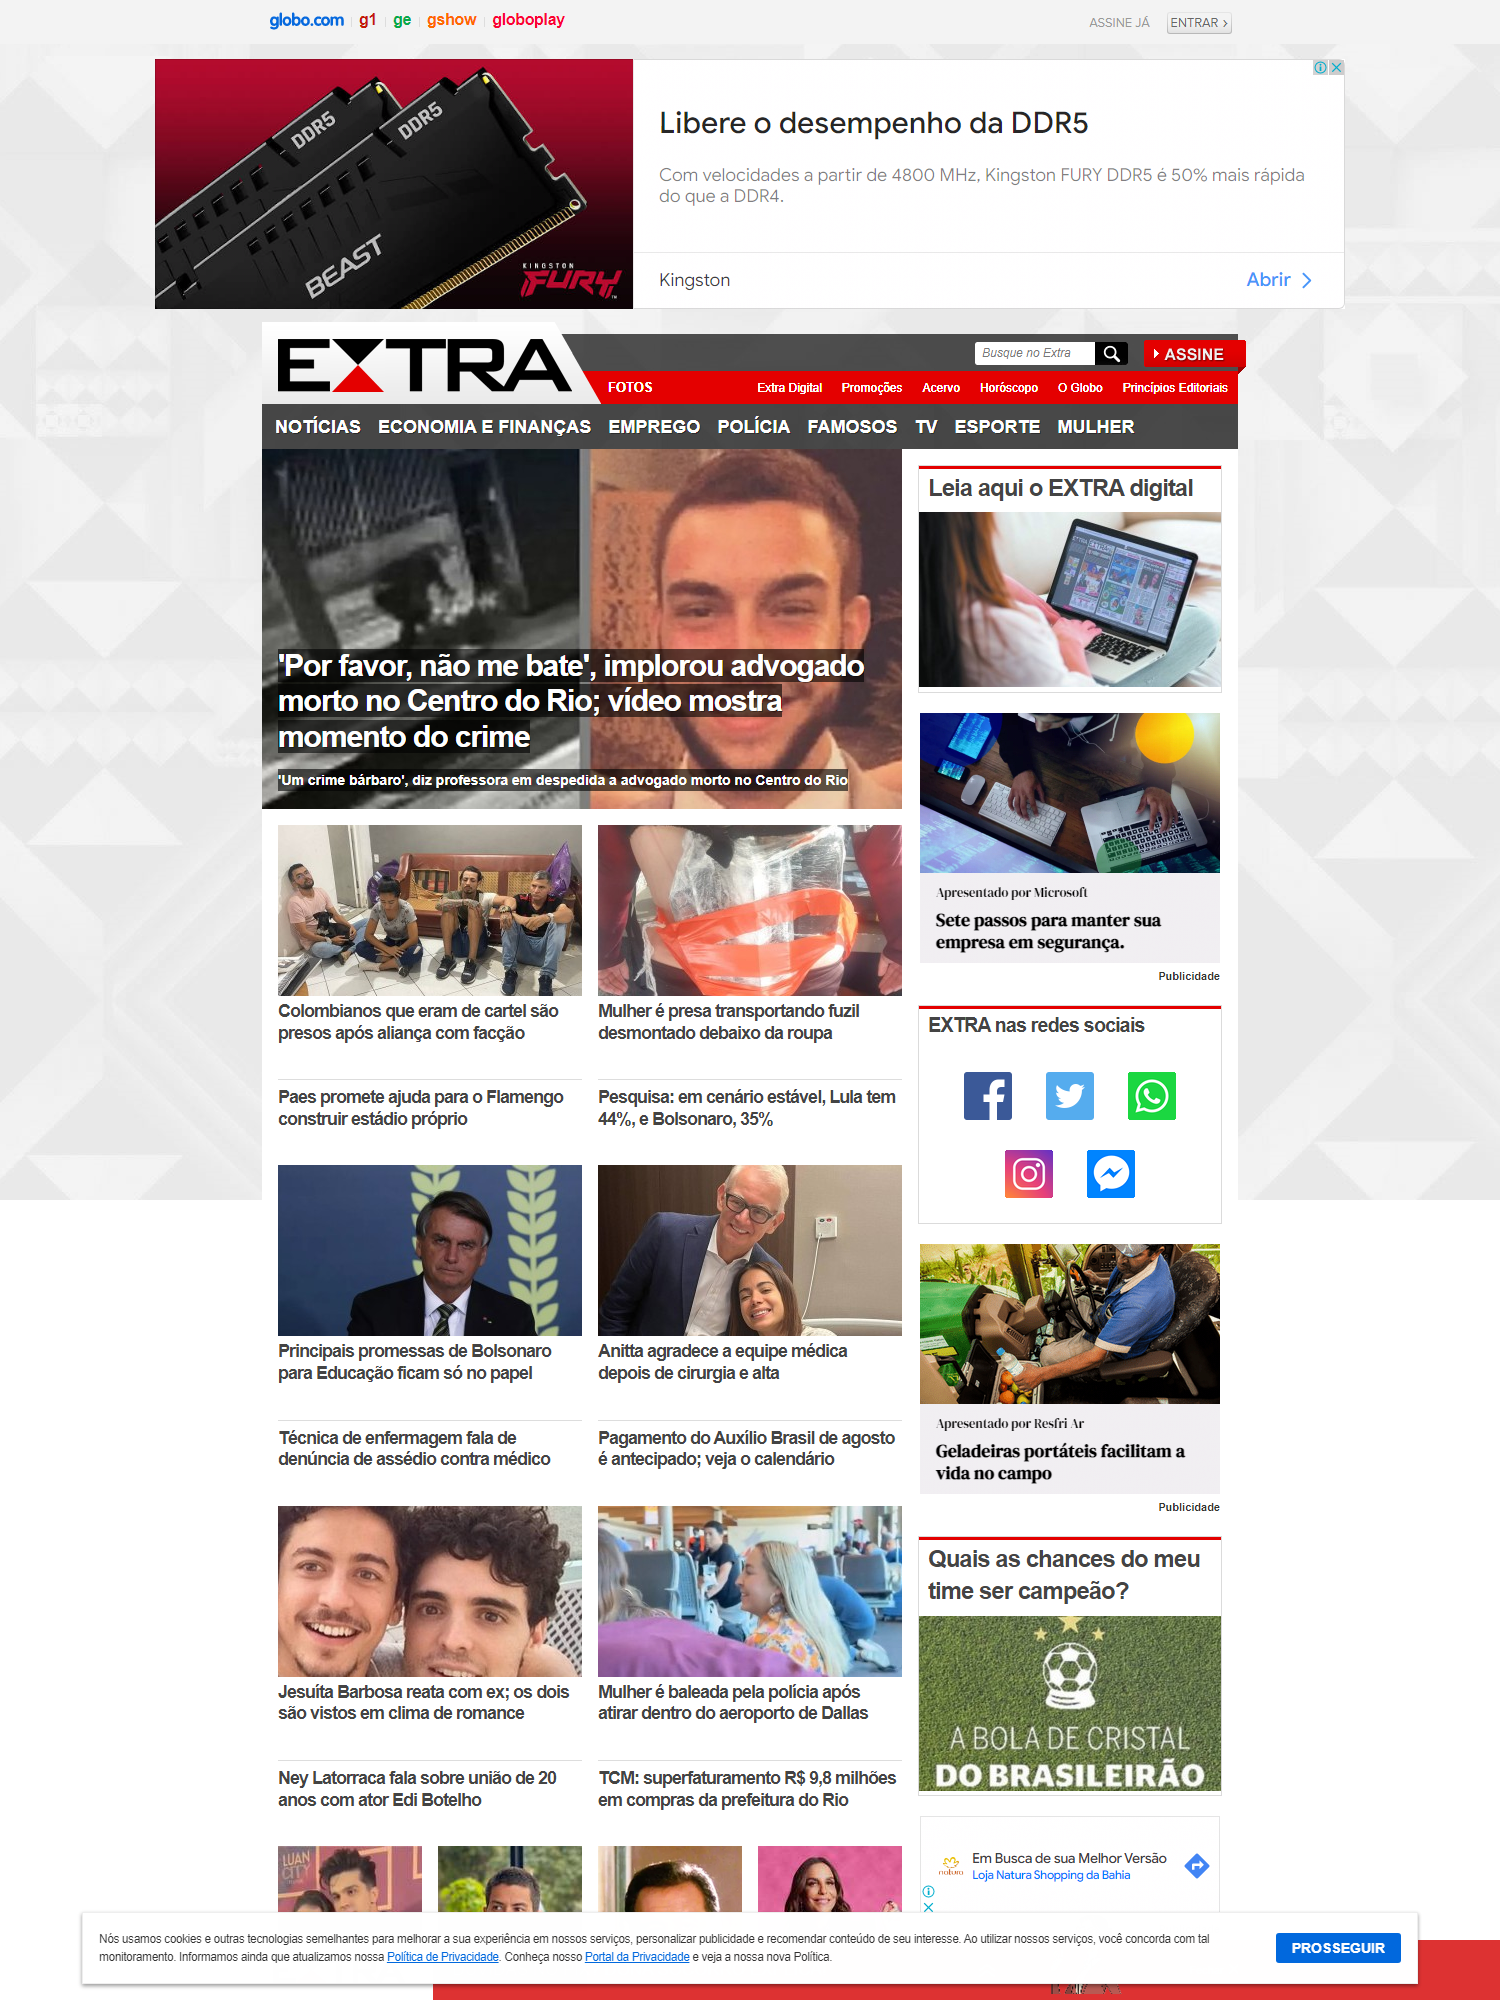 globo.com g1 ge gshow globoplay
ASSINE JÁ ENTRAR ›
DDR5
DDR5
BEAST
KINGSTON
FURY
Libere o desempenho da DDR5
Com velocidades a partir de 4800 MHz, Kingston FURY DDR5 é 50% mais rápida
do que a DDR4.
Kingston
Abrir
EXTRA
Busque no Extra
ASSINE
FOTOS
Extra Digital Promoções Acervo Horóscopo O Globo Princípios Editoriais
NOTÍCIAS ECONOMIA E FINANÇAS EMPREGO POLÍCIA FAMOSOS TV ESPORTE MULHER
'Por favor, não me bate', implorou advogado
morto no Centro do Rio; vídeo mostra
momento do crime
'Um crime bárbaro', diz professora em despedida a advogado morto no Centro do Rio
Colombianos que eram de cartel são
presos após aliança com facção
Mulher é presa transportando fuzil
desmontado debaixo da roupa
Paes promete ajuda para o Flamengo
construir estádio próprio
Pesquisa: em cenário estável, Lula tem
44%, e Bolsonaro, 35%
Principais promessas de Bolsonaro
para Educação ficam só no papel
Anitta agradece a equipe médica
depois de cirurgia e alta
Técnica de enfermagem fala de
denúncia de assédio contra médico
Pagamento do Auxílio Brasil de agosto
é antecipado; veja o calendário
Jesuíta Barbosa reata com ex; os dois
são vistos em clima de romance
Mulher é baleada pela polícia após
atirar dentro do aeroporto de Dallas
Ney Latorraca fala sobre união de 20
anos com ator Edi Botelho
TCM: superfaturamento R$ 9,8 milhões
em compras da prefeitura do Rio
LUAN
CITY
Leia aqui o EXTRA digital
EXTRA EXTRA
Apresentado por Microsoft
Sete passos para manter sua
empresa em segurança.
Publicidade
EXTRA nas redes sociais
Apresentado por Resfri Ar
Geladeiras portáteis facilitam a
vida no campo
Publicidade
Quais as chances do meu
time ser campeão?
A BOLA DE CRISTAL
DO BRASILEIRÃO
natura
Em Busca de sua Melhor Versão
Loja Natura Shopping da Bahia
Nós usamos cookies e outras tecnologias semelhantes para melhorar a sua experiência em nossos serviços, personalizar publicidade e recomendar conteúdo de seu interesse. Ao utilizar nossos serviços, você concorda com tal
monitoramento. Informamos ainda que atualizamos nossa Política de Privacidade. Conheça nosso Portal da Privacidade e veja a nossa nova Política.
PROSSEGUIR